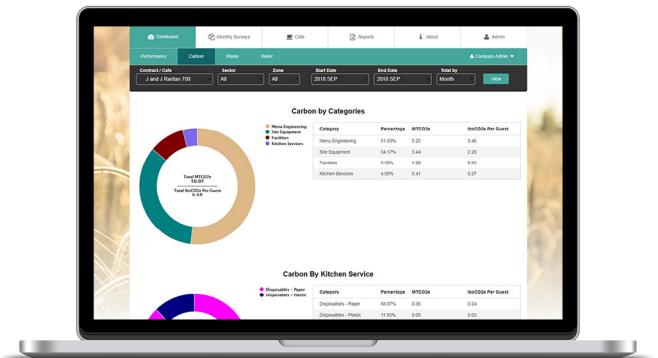 Dashboard Monthly Surveys Cafe Reports About Admin
Performance Carbon Waste Water Compass Admin
Contract / Cafe Sector Zone Start Date End Date Total by
J and J Raritan 700 All All 2018 SEP 2018 SEP Month View
Carbon by Categories
Menu Engineering
Site Equipment
Facilities
Kitchen Services
Total MTCO2e
10.07
Total lbsCO2e Per Guest
6.68
Category Percentage MTCO2e lbsCO2e Per Guest
Menu Engineering 51.83% 5.22 3.46
Site Equipment 34.17% 3.44 2.28
Facilities
Kitchen Services 4.03% 0.41 0.27
Carbon By Kitchen Service
Disposables - Paper
Disposables - Plastic
Category Percentage MTCO2e lbsCO2e Per Guest
Disposables - Paper 88.07% 0.36 0.24
Disposables - Plastic 11.93% 0.05 0.03